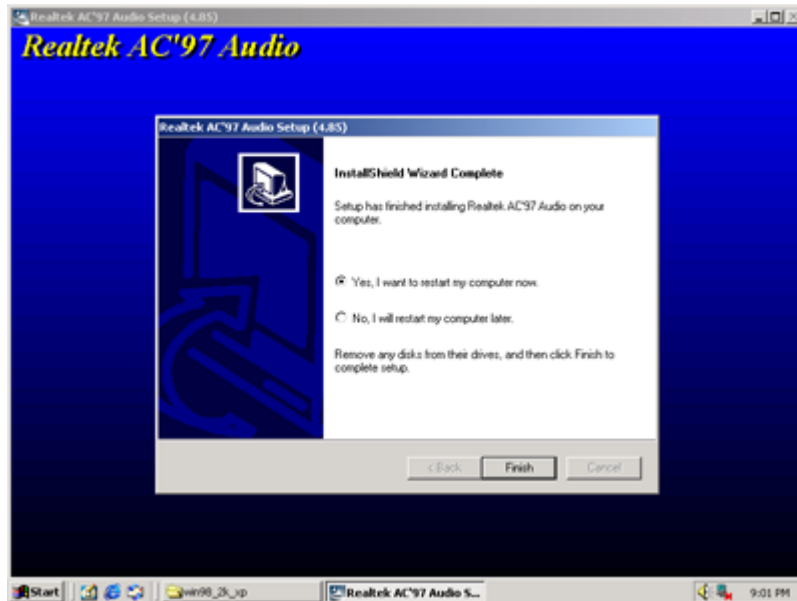 Realtek AC'97 Audio Setup (4.85)
Realtek AC'97 Audio
Realtek AC'97 Audio Setup (4.85)
InstallShield Wizard Complete
Setup has finished installing Realtek AC'97 Audio on your
computer.
Yes, I want to restart my computer now.
No, I will restart my computer later.
Remove any disks from their drives, and then click Finish to
complete setup.
< Back Finish Cancel
Start win98_2k_xp Realtek AC'97 Audio S... 9:01 PM